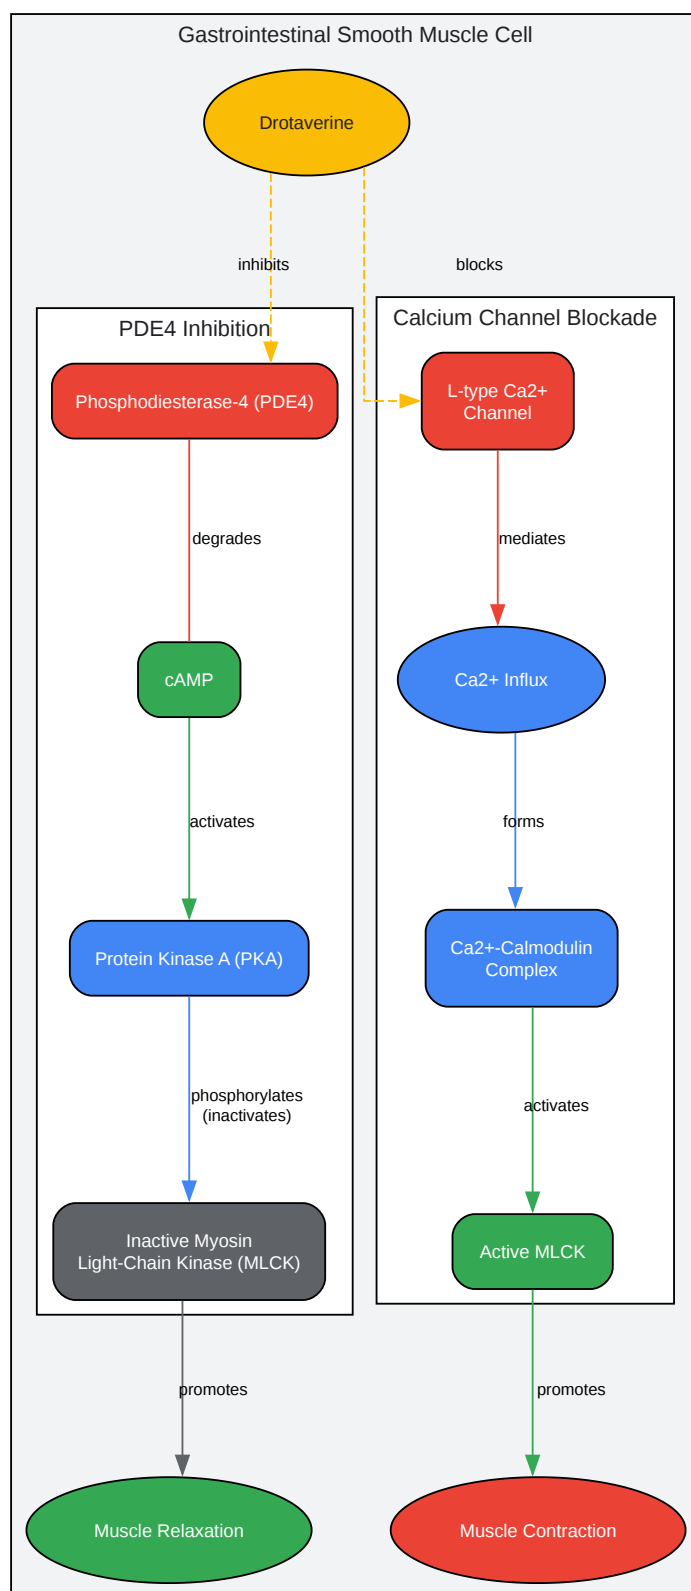 Gastrointestinal Smooth Muscle Cell
Drotaverine
inhibits
blocks
PDE4 Inhibition
Phosphodiesterase-4 (PDE4)
degrades
cAMP
activates
Protein Kinase A (PKA)
phosphorylates
(inactivates)
Inactive Myosin
Light-Chain Kinase (MLCK)
promotes
Muscle Relaxation
Calcium Channel Blockade
L-type Ca2+
Channel
mediates
Ca2+ Influx
forms
Ca2+-Calmodulin
Complex
activates
Active MLCK
promotes
Muscle Contraction